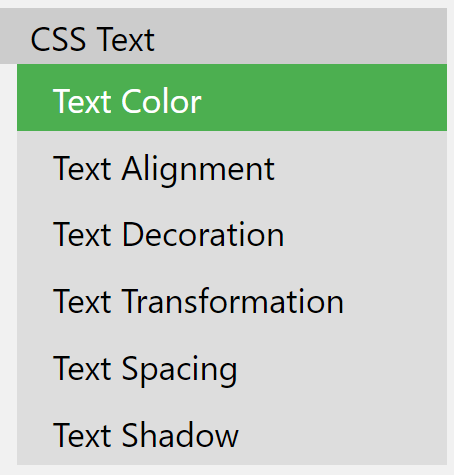 CSS Text
Text Color
Text Alignment
Text Decoration
Text Transformation
Text Spacing
Text Shadow